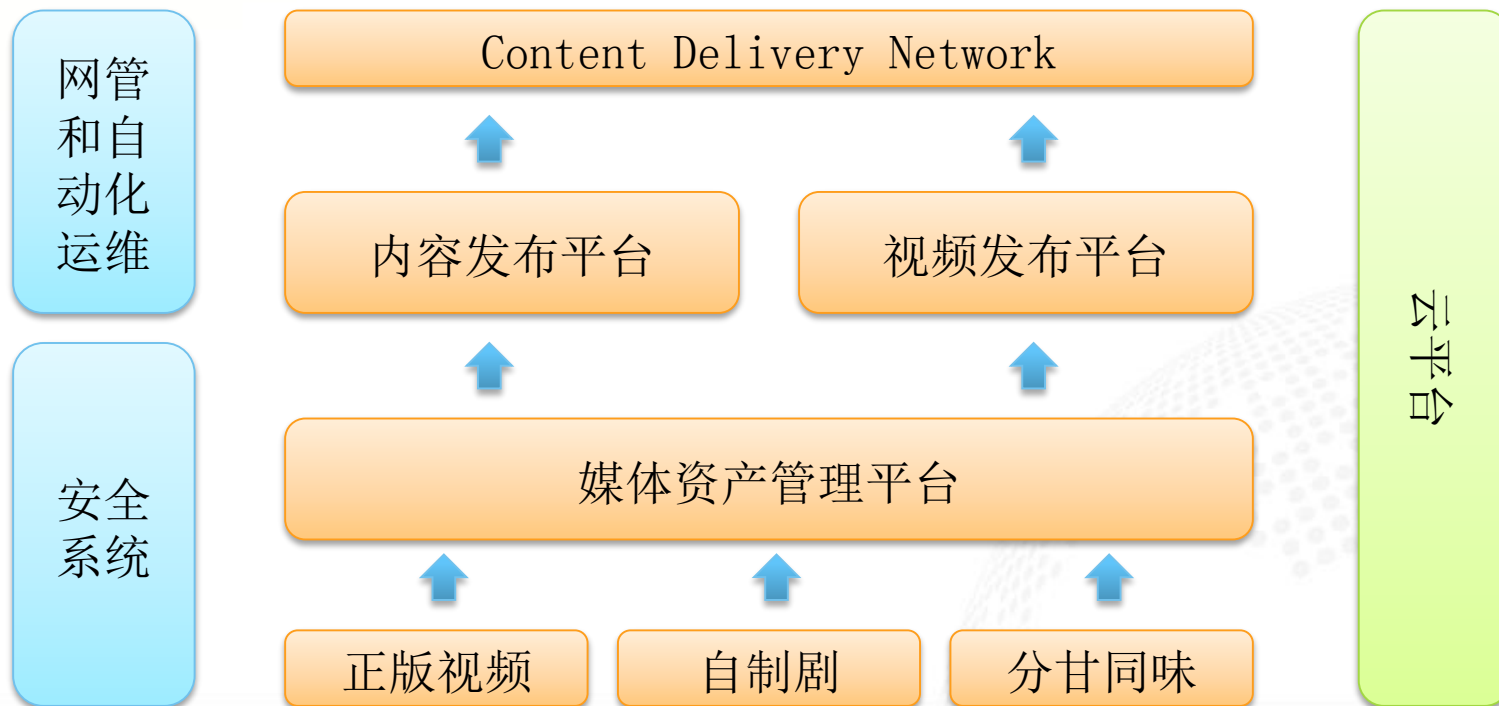 网管
和自
动化
运维
安全
系统
Content Delivery Network
内容发布平台
视频发布平台
媒体资产管理平台
正版视频
自制剧
分甘同味
云平台